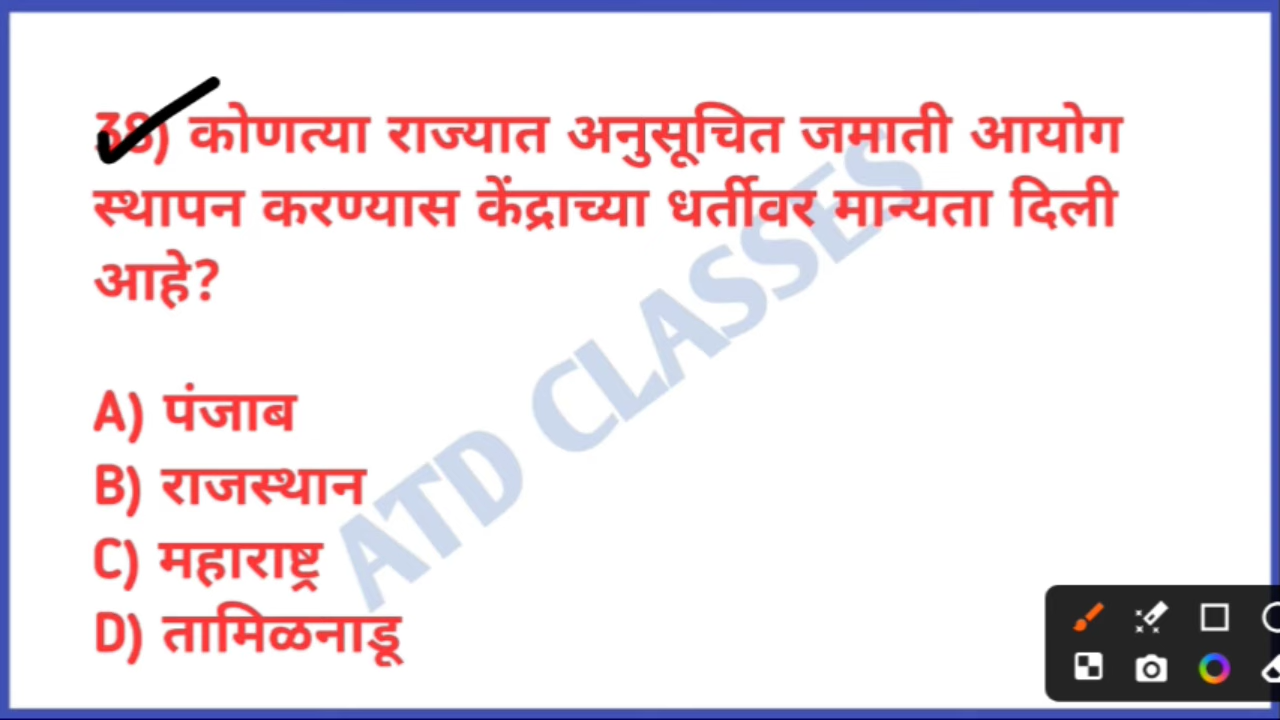 38) कोणत्या राज्यात अनुसूचित जमाती आयोग
स्थापन करण्यास केंद्राच्या धर्तीवर मान्यता दिली
आहे?
A) पंजाब
B) राजस्थान
C) महाराष्ट्र
D) तामिळनाडू
ATD CLASSES